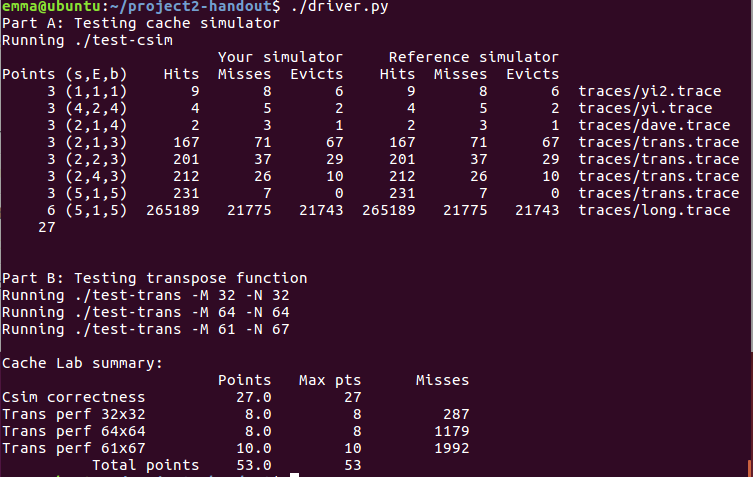 emma@ubuntu:~/project2-handout$ ./driver.py
Part A: Testing cache simulator
Running ./test-csim
                        Your simulator     Reference simulator
Points (s,E,b)    Hits  Misses  Evicts    Hits  Misses  Evicts
     3 (1,1,1)       9       8       6       9       8       6  traces/yi2.trace
     3 (4,2,4)       4       5       2       4       5       2  traces/yi.trace
     3 (2,1,4)       2       3       1       2       3       1  traces/dave.trace
     3 (2,1,3)     167      71      67     167      71      67  traces/trans.trace
     3 (2,2,3)     201      37      29     201      37      29  traces/trans.trace
     3 (2,4,3)     212      26      10     212      26      10  traces/trans.trace
     3 (5,1,5)     231       7       0     231       7       0  traces/trans.trace
     6 (5,1,5)  265189   21775   21743  265189   21775   21743  traces/long.trace
    27
Part B: Testing transpose function
Running ./test-trans -M 32 -N 32
Running ./test-trans -M 64 -N 64
Running ./test-trans -M 61 -N 67
Cache Lab summary:
                        Points   Max pts      Misses
Csim correctness          27.0        27
Trans perf 32x32           8.0         8         287
Trans perf 64x64           8.0         8        1179
Trans perf 61x67          10.0        10        1992
          Total points    53.0        53